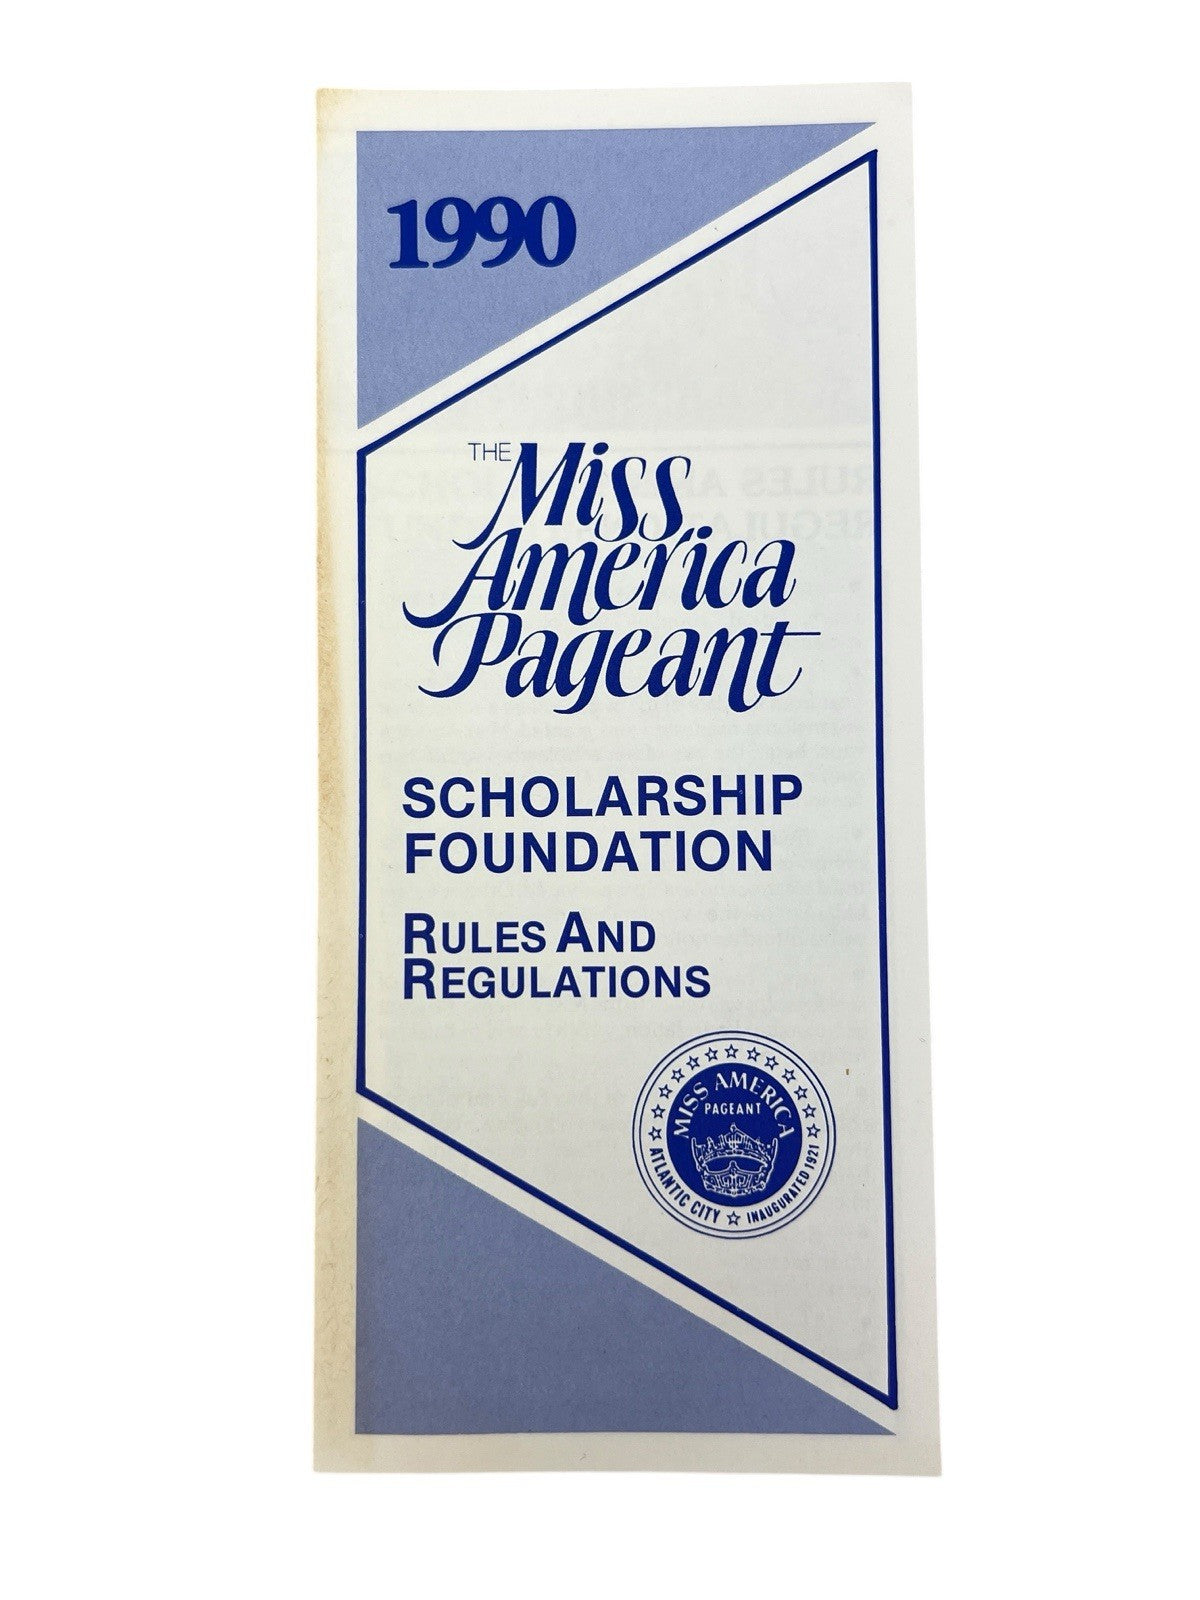 1990
THE Miss
America
Pageant
SCHOLARSHIP
FOUNDATION
RULES AND
REGULATIONS
MISS AMERICA
PAGEANT
ATLANTIC CITY ☆ INAUGURATED 1921